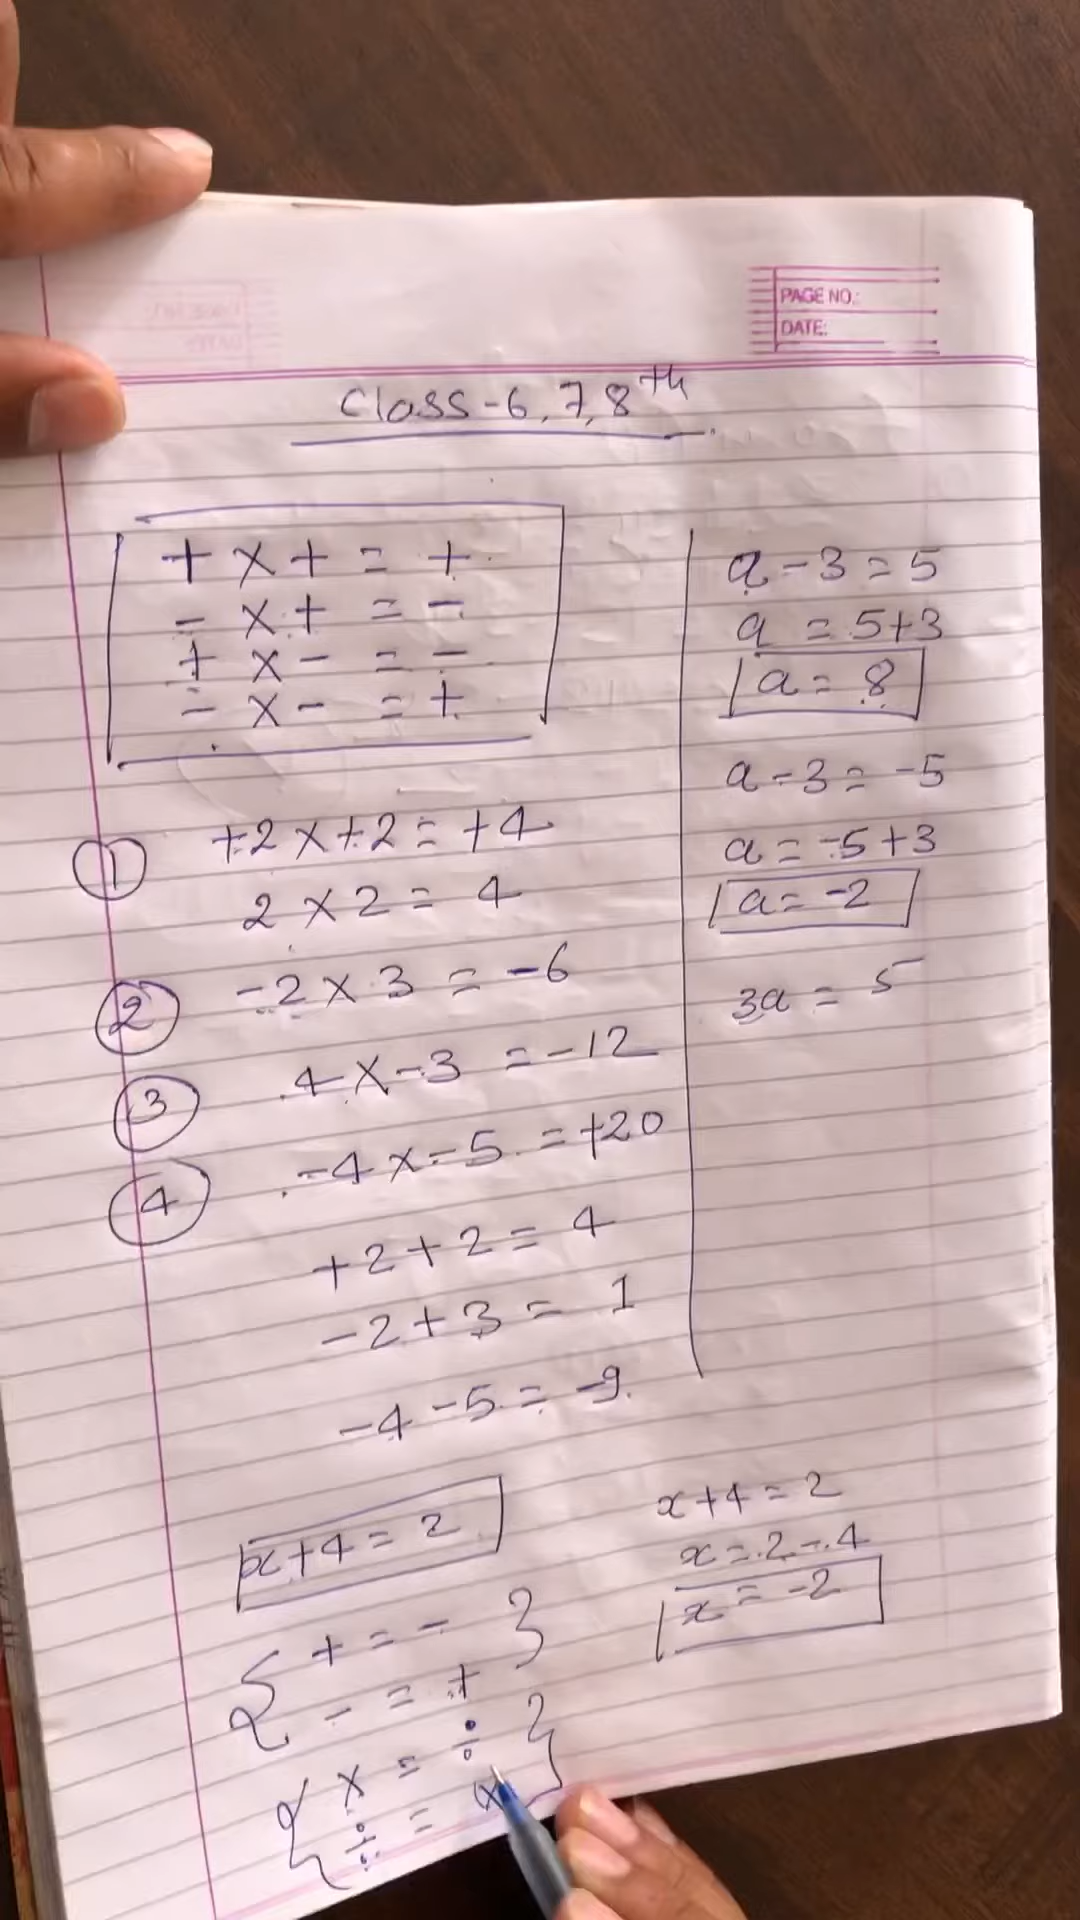 PAGE NO.:
DATE:
Class-6,7,8th
+ × + = +
- × + = -
+ × - = -
- × - = +
① +2 × +2 = +4
2 × 2 = 4
② -2 × 3 = -6
③ 4 × -3 = -12
④ -4 × -5 = +20
+2 + 2 = 4
-2 + 3 = 1
-4 - 5 = -9
a - 3 = 5
a = 5+3
a = 8
a - 3 = -5
a = -5+3
a = -2
3a = 5
x+4 = 2
{ + = - }
- = +
{ × = ÷ }
÷ = ×
x+4 = 2
x = 2-4
x = -2